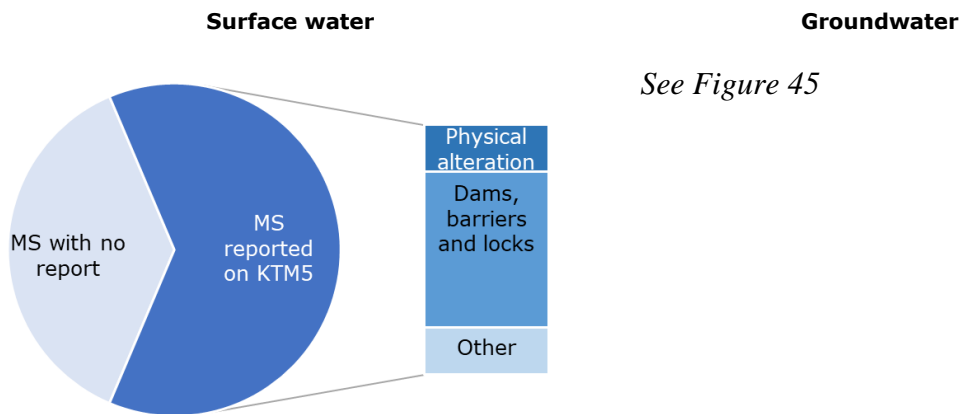 Surface water
Groundwater
See Figure 45
Physical
alteration
Dams,
barriers
and locks
MS
reported
on KTM5
MS with no
report
Other